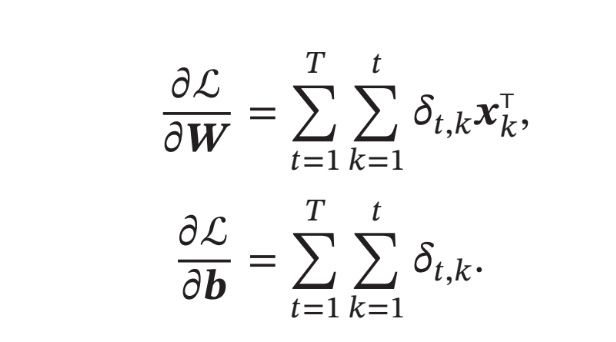 ∂ℒ/∂𝑾 = ∑_{t=1}^{T} ∑_{k=1}^{t} δ_{t,k} 𝒙_k^⊤,
∂ℒ/∂𝒃 = ∑_{t=1}^{T} ∑_{k=1}^{t} δ_{t,k}.